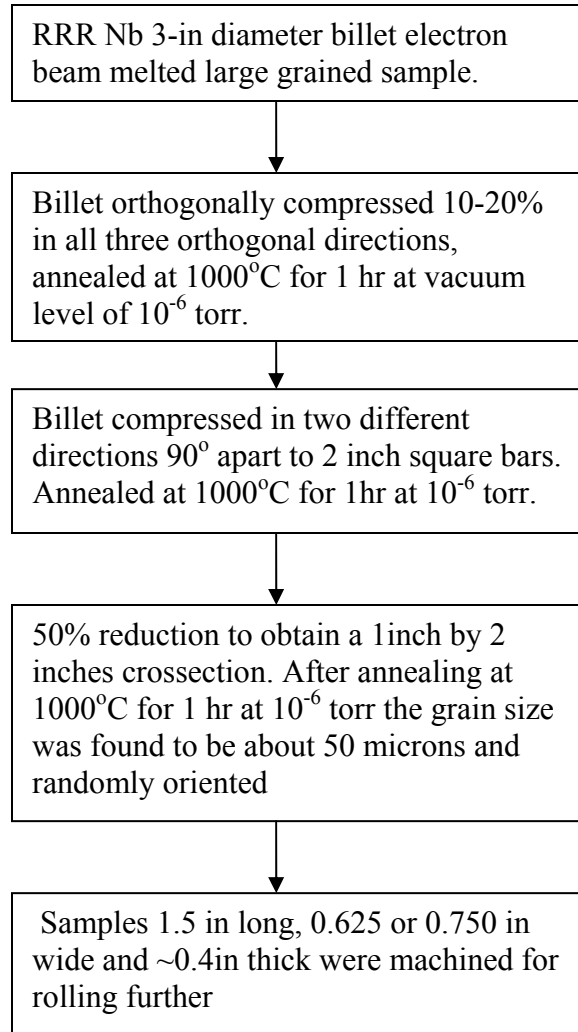 RRR Nb 3-in diameter billet electron
beam melted large grained sample.
Billet orthogonally compressed 10-20%
in all three orthogonal directions,
annealed at 1000°C for 1 hr at vacuum
level of 10⁻⁶ torr.
Billet compressed in two different
directions 90° apart to 2 inch square bars.
Annealed at 1000°C for 1hr at 10⁻⁶ torr.
50% reduction to obtain a 1inch by 2
inches crossection. After annealing at
1000°C for 1 hr at 10⁻⁶ torr the grain size
was found to be about 50 microns and
randomly oriented
Samples 1.5 in long, 0.625 or 0.750 in
wide and ~0.4in thick were machined for
rolling further